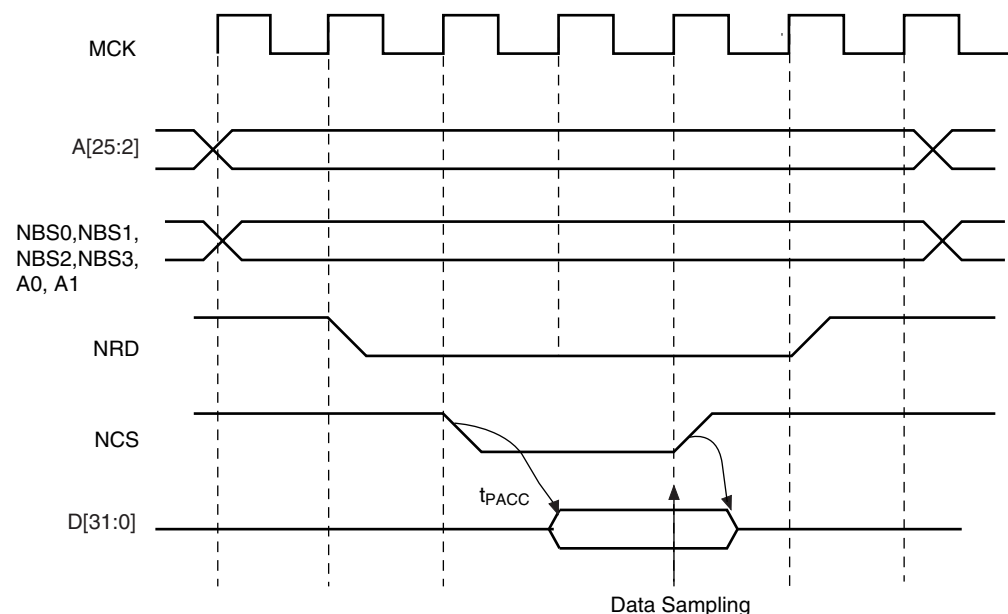 MCK
A[25:2]
NBS0,NBS1,
NBS2,NBS3,
A0, A1
NRD
NCS
tPACC
D[31:0]
Data Sampling